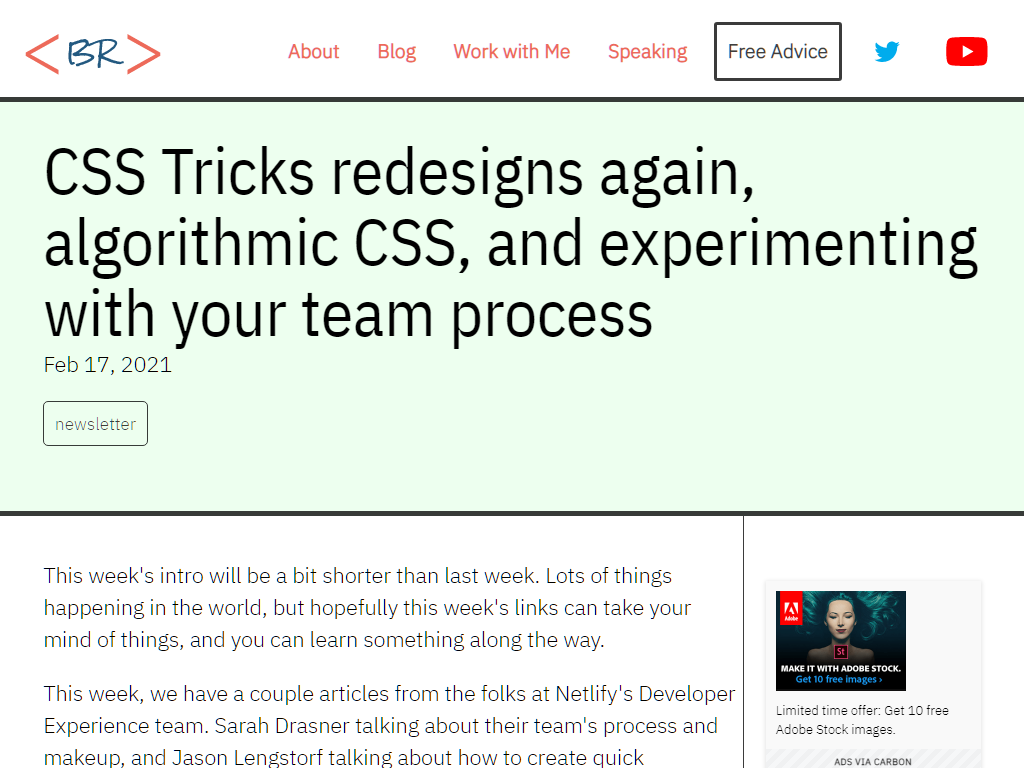 <BR>
About Blog Work with Me Speaking Free Advice
CSS Tricks redesigns again,
algorithmic CSS, and experimenting
with your team process
Feb 17, 2021
newsletter
This week's intro will be a bit shorter than last week. Lots of things
happening in the world, but hopefully this week's links can take your
mind of things, and you can learn something along the way.
This week, we have a couple articles from the folks at Netlify's Developer
Experience team. Sarah Drasner talking about their team's process and
makeup, and Jason Lengstorf talking about how to create quick
Adobe
St
MAKE IT WITH ADOBE STOCK.
Get 10 free images ›
Limited time offer: Get 10 free
Adobe Stock images.
ADS VIA CARBON